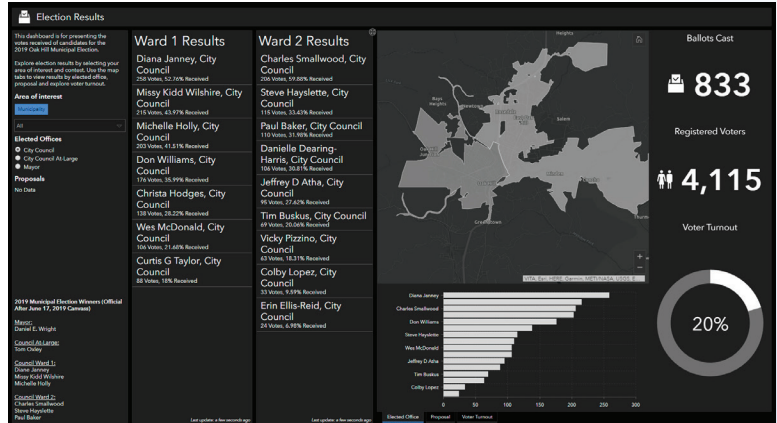 Election Results
This dashboard is for presenting the
votes received of candidates for the
2019 Oak Hill Municipal Election.
Explore election results by selecting your
area of interest and contest. Use the map
tabs to view results by elected office,
proposal and explore voter turnout.
Area of interest
Municipality
All
Elected Offices
City Council
City Council At-Large
Mayor
Proposals
No Data
2019 Municipal Election Winners (Official
After June 17, 2019 Canvass)
Mayor:
Daniel E. Wright
Council At-Large:
Tom Oxley
Council Ward 1:
Diana Janney
Missy Kidd Wilshire
Michelle Holly
Council Ward 2:
Charles Smallwood
Steve Hayslette
Paul Baker
Ward 1 Results
Diana Janney, City
Council
258 Votes, 52.76% Received
Missy Kidd Wilshire, City
Council
215 Votes, 43.97% Received
Michelle Holly, City
Council
203 Votes, 41.51% Received
Don Williams, City
Council
176 Votes, 35.99% Received
Christa Hodges, City
Council
138 Votes, 28.22% Received
Wes McDonald, City
Council
106 Votes, 21.68% Received
Curtis G Taylor, City
Council
88 Votes, 18% Received
Last update: a few seconds ago
Ward 2 Results
Charles Smallwood, City
Council
206 Votes, 59.88% Received
Steve Hayslette, City
Council
115 Votes, 33.43% Received
Paul Baker, City Council
110 Votes, 31.98% Received
Danielle Dearing-
Harris, City Council
106 Votes, 30.81% Received
Jeffrey D Atha, City
Council
95 Votes, 27.62% Received
Tim Buskus, City Council
69 Votes, 20.06% Received
Vicky Pizzino, City
Council
63 Votes, 18.31% Received
Colby Lopez, City
Council
33 Votes, 9.59% Received
Erin Ellis-Reid, City
Council
24 Votes, 6.98% Received
Last update: a few seconds ago
Heights
Bays
Heights
Salem
Minden
Greentown
Thurm
VITA, Esri, HERE, Garmin, METI/NASA, USGS, E...
Diana Janney
Charles Smallwood
Don Williams
Steve Hayslette
Wes McDonald
Jeffrey D Atha
Tim Buskus
Colby Lopez
0 50 100 150 200 250 300
Elected Office Proposal Voter Turnout
Ballots Cast
833
Registered Voters
4,115
Voter Turnout
20%